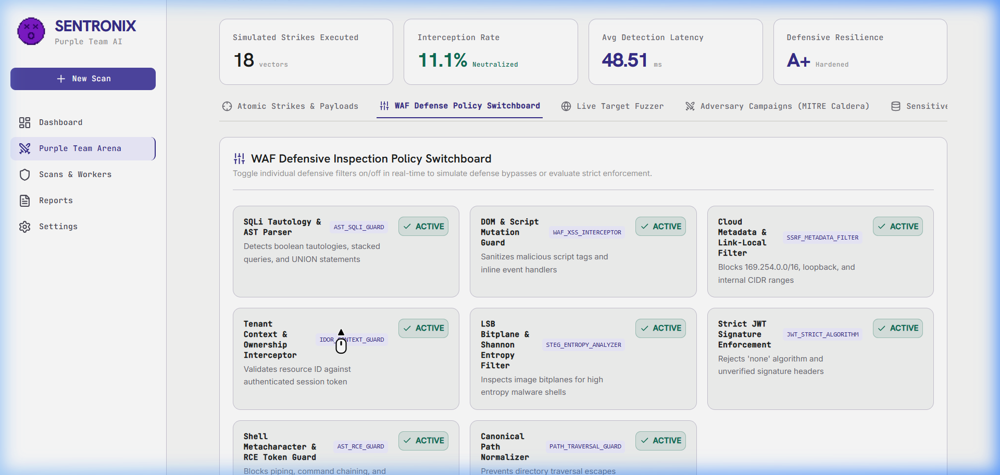 SENTRONIX
Purple Team AI
New Scan
Dashboard
Purple Team Arena
Scans & Workers
Reports
Settings
Simulated Strikes Executed
18 vectors
Interception Rate
11.1% Neutralized
Avg Detection Latency
48.51 ms
Defensive Resilience
A+ Hardened
Atomic Strikes & Payloads
WAF Defense Policy Switchboard
Live Target Fuzzer
Adversary Campaigns (MITRE Caldera)
Sensitive
WAF Defensive Inspection Policy Switchboard
Toggle individual defensive filters on/off in real-time to simulate defense bypasses or evaluate strict enforcement.
SQLi Tautology &
AST Parser
AST_SQLI_GUARD
ACTIVE
Detects boolean tautologies, stacked
queries, and UNION statements
DOM & Script
Mutation
Guard
WAF_XSS_INTERCEPTOR
ACTIVE
Sanitizes malicious script tags and
inline event handlers
Cloud
Metadata &
Link-Local
Filter
SSRF_METADATA_FILTER
ACTIVE
Blocks 169.254.0.0/16, loopback, and
internal CIDR ranges
Tenant
Context &
Ownership
Interceptor
IDOR_CONTEXT_GUARD
ACTIVE
Validates resource ID against
authenticated session token
LSB
Bitplane &
Shannon
Entropy
Filter
STEG_ENTROPY_ANALYZER
ACTIVE
Inspects image bitplanes for high
entropy malware shells
Strict JWT
Signature
Enforcement
JWT_STRICT_ALGORITHM
ACTIVE
Rejects 'none' algorithm and
unverified signature headers
Shell
Metacharacter &
RCE Token Guard
AST_RCE_GUARD
ACTIVE
Blocks piping, command chaining, and
Canonical
Path
Normalizer
PATH_TRAVERSAL_GUARD
ACTIVE
Prevents directory traversal escapes